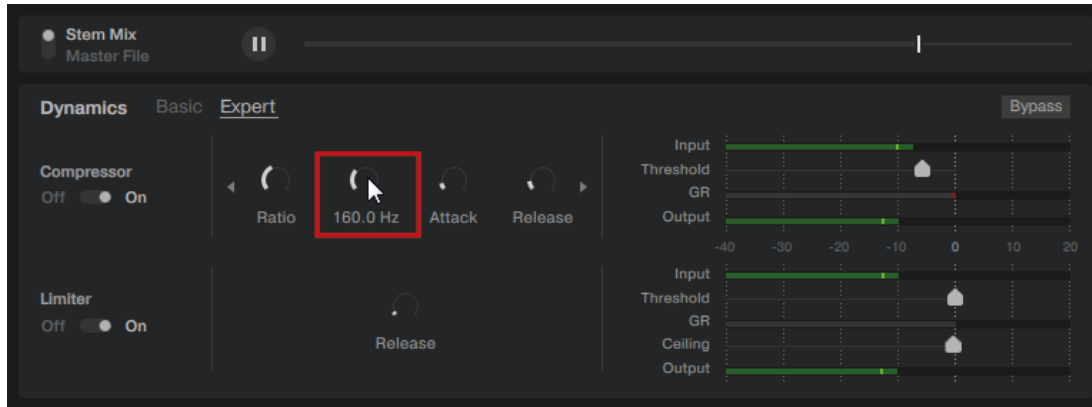 Stem Mix
Master File
Dynamics Basic Expert Bypass
Compressor
Off On
Ratio 160.0 Hz Attack Release
Input
Threshold
GR
Output
-40 -30 -20 -10 0 10 20
Limiter
Off On
Release
Input
Threshold
GR
Ceiling
Output